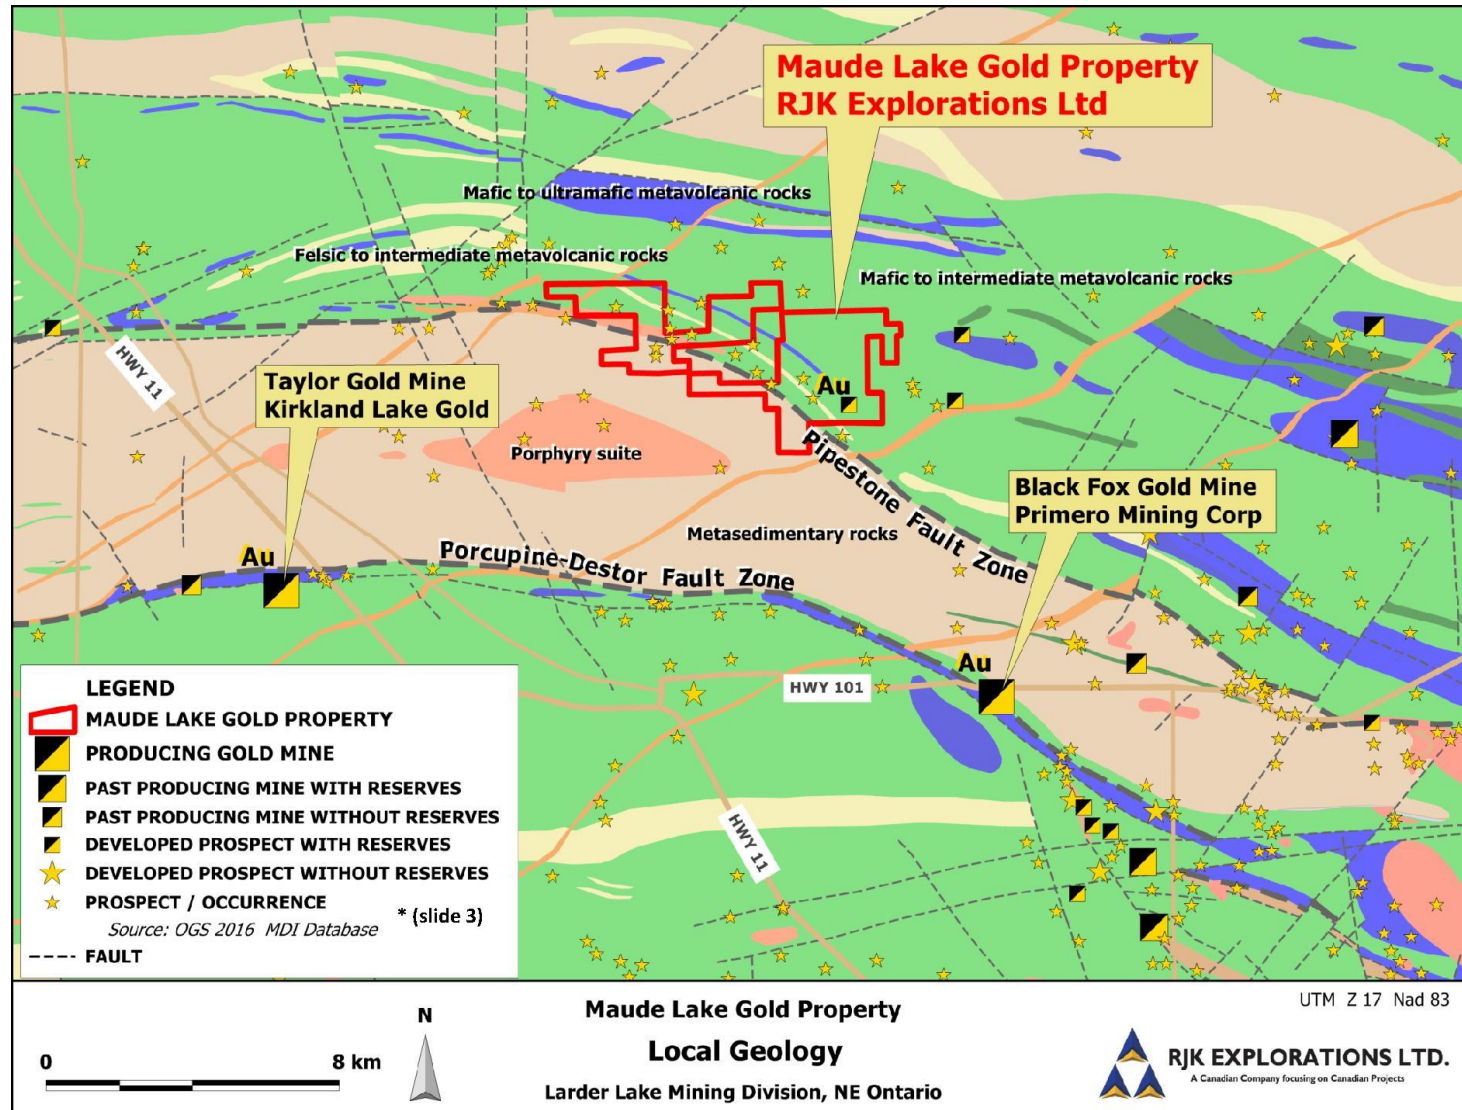 Maude Lake Gold Property
RJK Explorations Ltd
Mafic to ultramafic metavolcanic rocks
Felsic to intermediate metavolcanic rocks
Mafic to intermediate metavolcanic rocks
HWY 11
Taylor Gold Mine
Kirkland Lake Gold
Au
Porphyry suite
Pipestone Fault Zone
Black Fox Gold Mine
Primero Mining Corp
Metasedimentary rocks
Au
Porcupine-Destor Fault Zone
Au
HWY 101
HWY 11
LEGEND
MAUDE LAKE GOLD PROPERTY
PRODUCING GOLD MINE
PAST PRODUCING MINE WITH RESERVES
PAST PRODUCING MINE WITHOUT RESERVES
DEVELOPED PROSPECT WITH RESERVES
DEVELOPED PROSPECT WITHOUT RESERVES
PROSPECT / OCCURRENCE
* (slide 3)
Source: OGS 2016 MDI Database
FAULT
0 8 km
N
Maude Lake Gold Property
Local Geology
Larder Lake Mining Division, NE Ontario
UTM Z 17 Nad 83
RJK EXPLORATIONS LTD.
A Canadian Company focusing on Canadian Projects